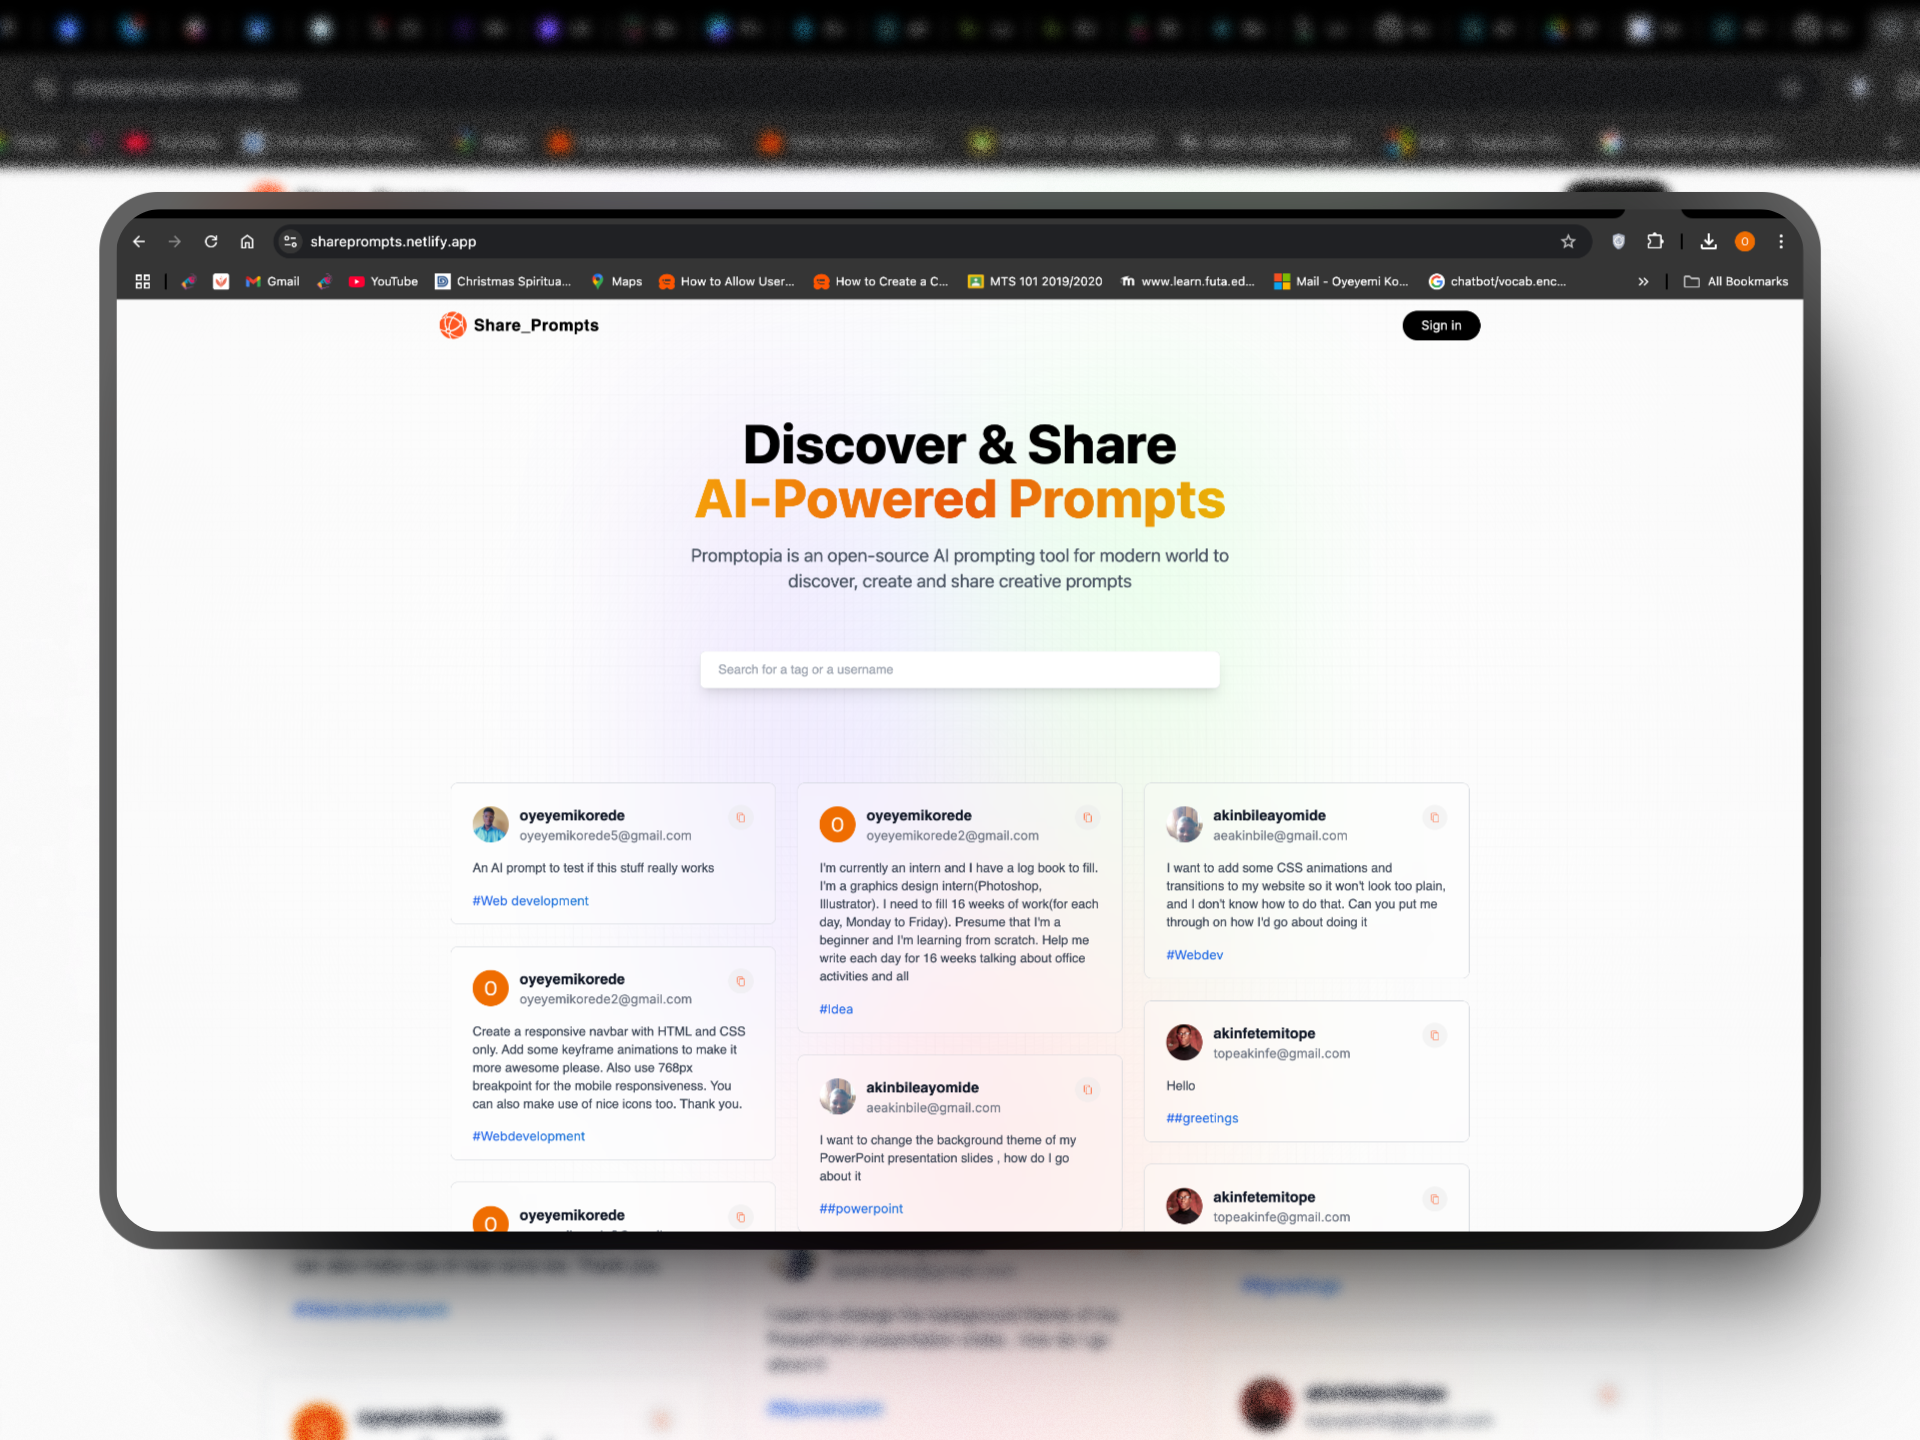 shareprompts.netlify.app
O
Gmail
YouTube
Christmas Spiritua...
Maps
How to Allow User...
How to Create a C...
MTS 101 2019/2020
www.learn.futa.ed...
Mail - Oyeyemi Ko...
chatbot/vocab.enc...
All Bookmarks
Share_Prompts
Sign in
Discover & Share
AI-Powered Prompts
Promptopia is an open-source AI prompting tool for modern world to
discover, create and share creative prompts
Search for a tag or a username
oyeyemikorede
oyeyemikorede5@gmail.com
An AI prompt to test if this stuff really works
#Web development
O
oyeyemikorede
oyeyemikorede2@gmail.com
Create a responsive navbar with HTML and CSS
only. Add some keyframe animations to make it
more awesome please. Also use 768px
breakpoint for the mobile responsiveness. You
can also make use of nice icons too. Thank you.
#Webdevelopment
O
oyeyemikorede
O
oyeyemikorede
oyeyemikorede2@gmail.com
I'm currently an intern and I have a log book to fill.
I'm a graphics design intern(Photoshop,
Illustrator). I need to fill 16 weeks of work(for each
day, Monday to Friday). Presume that I'm a
beginner and I'm learning from scratch. Help me
write each day for 16 weeks talking about office
activities and all
#Idea
akinbileayomide
aeakinbile@gmail.com
I want to change the background theme of my
PowerPoint presentation slides , how do I go
about it
##powerpoint
akinbileayomide
aeakinbile@gmail.com
I want to add some CSS animations and
transitions to my website so it won't look too plain,
and I don't know how to do that. Can you put me
through on how I'd go about doing it
#Webdev
akinfetemitope
topeakinfe@gmail.com
Hello
##greetings
akinfetemitope
topeakinfe@gmail.com